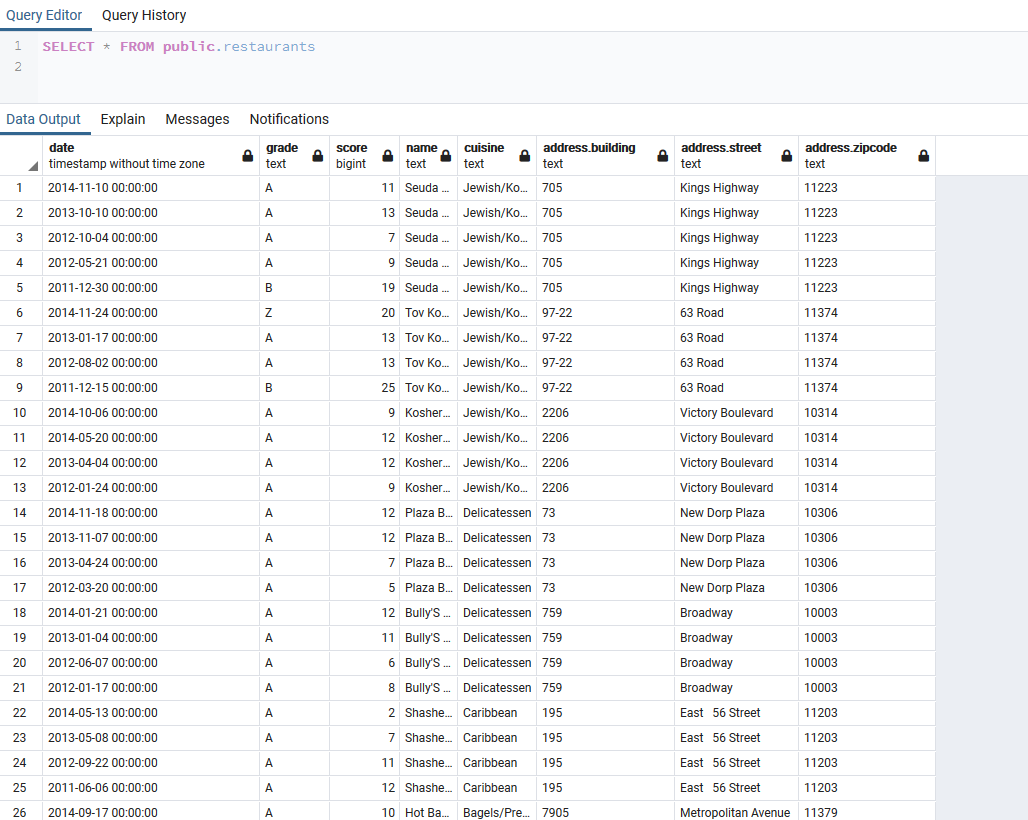 Query Editor Query History
1 SELECT * FROM public.restaurants
2
Data Output Explain Messages Notifications
date grade score name cuisine address.building address.street address.zipcode
timestamp without time zone text bigint text text text text text
1 2014-11-10 00:00:00 A 11 Seuda ... Jewish/Ko... 705 Kings Highway 11223
2 2013-10-10 00:00:00 A 13 Seuda ... Jewish/Ko... 705 Kings Highway 11223
3 2012-10-04 00:00:00 A 7 Seuda ... Jewish/Ko... 705 Kings Highway 11223
4 2012-05-21 00:00:00 A 9 Seuda ... Jewish/Ko... 705 Kings Highway 11223
5 2011-12-30 00:00:00 B 19 Seuda ... Jewish/Ko... 705 Kings Highway 11223
6 2014-11-24 00:00:00 Z 20 Tov Ko... Jewish/Ko... 97-22 63 Road 11374
7 2013-01-17 00:00:00 A 13 Tov Ko... Jewish/Ko... 97-22 63 Road 11374
8 2012-08-02 00:00:00 A 13 Tov Ko... Jewish/Ko... 97-22 63 Road 11374
9 2011-12-15 00:00:00 B 25 Tov Ko... Jewish/Ko... 97-22 63 Road 11374
10 2014-10-06 00:00:00 A 9 Kosher... Jewish/Ko... 2206 Victory Boulevard 10314
11 2014-05-20 00:00:00 A 12 Kosher... Jewish/Ko... 2206 Victory Boulevard 10314
12 2013-04-04 00:00:00 A 12 Kosher... Jewish/Ko... 2206 Victory Boulevard 10314
13 2012-01-24 00:00:00 A 9 Kosher... Jewish/Ko... 2206 Victory Boulevard 10314
14 2014-11-18 00:00:00 A 12 Plaza B... Delicatessen 73 New Dorp Plaza 10306
15 2013-11-07 00:00:00 A 12 Plaza B... Delicatessen 73 New Dorp Plaza 10306
16 2013-04-24 00:00:00 A 7 Plaza B... Delicatessen 73 New Dorp Plaza 10306
17 2012-03-20 00:00:00 A 5 Plaza B... Delicatessen 73 New Dorp Plaza 10306
18 2014-01-21 00:00:00 A 12 Bully'S ... Delicatessen 759 Broadway 10003
19 2013-01-04 00:00:00 A 11 Bully'S ... Delicatessen 759 Broadway 10003
20 2012-06-07 00:00:00 A 6 Bully'S ... Delicatessen 759 Broadway 10003
21 2012-01-17 00:00:00 A 8 Bully'S ... Delicatessen 759 Broadway 10003
22 2014-05-13 00:00:00 A 2 Shashe... Caribbean 195 East 56 Street 11203
23 2013-05-08 00:00:00 A 7 Shashe... Caribbean 195 East 56 Street 11203
24 2012-09-22 00:00:00 A 11 Shashe... Caribbean 195 East 56 Street 11203
25 2011-06-06 00:00:00 A 12 Shashe... Caribbean 195 East 56 Street 11203
26 2014-09-17 00:00:00 A 10 Hot Ba... Bagels/Pre... 7905 Metropolitan Avenue 11379